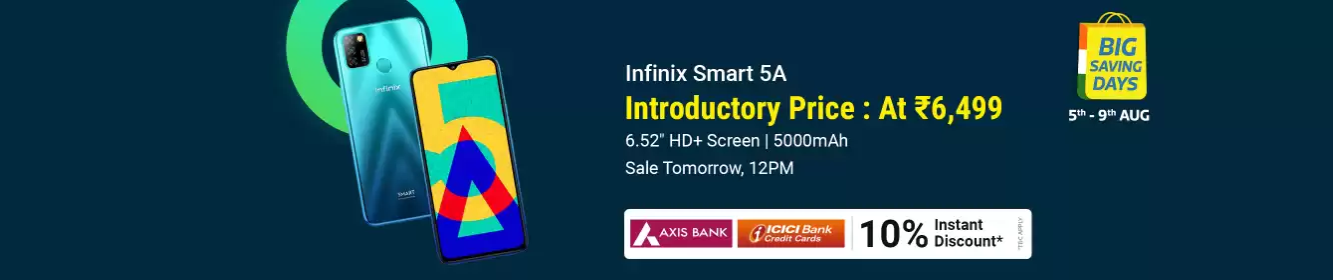 Infinix
SMART
Infinix Smart 5A
Introductory Price : At ₹6,499
6.52" HD+ Screen | 5000mAh
Sale Tomorrow, 12PM
AXIS BANK
ICICI Bank
Credit Cards
10%
Instant
Discount*
*T&C APPLY
BIG
SAVING
DAYS
5th - 9th AUG